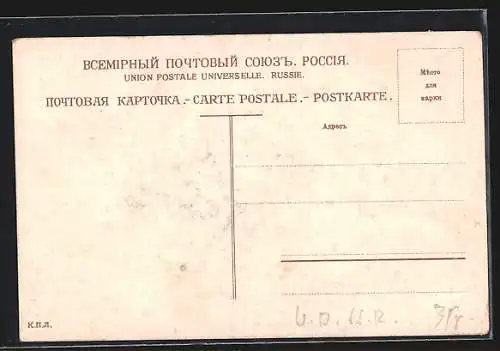 ВСЕМІРНЫЙ ПОЧТОВЫЙ СОЮЗЪ. РОССІЯ.
UNION POSTALE UNIVERSELLE. RUSSIE.
ПОЧТОВАЯ КАРТОЧКА.-CARTE POSTALE.-POSTKARTE.
Мѣсто
для
марки
Адресъ
К.П.Л.